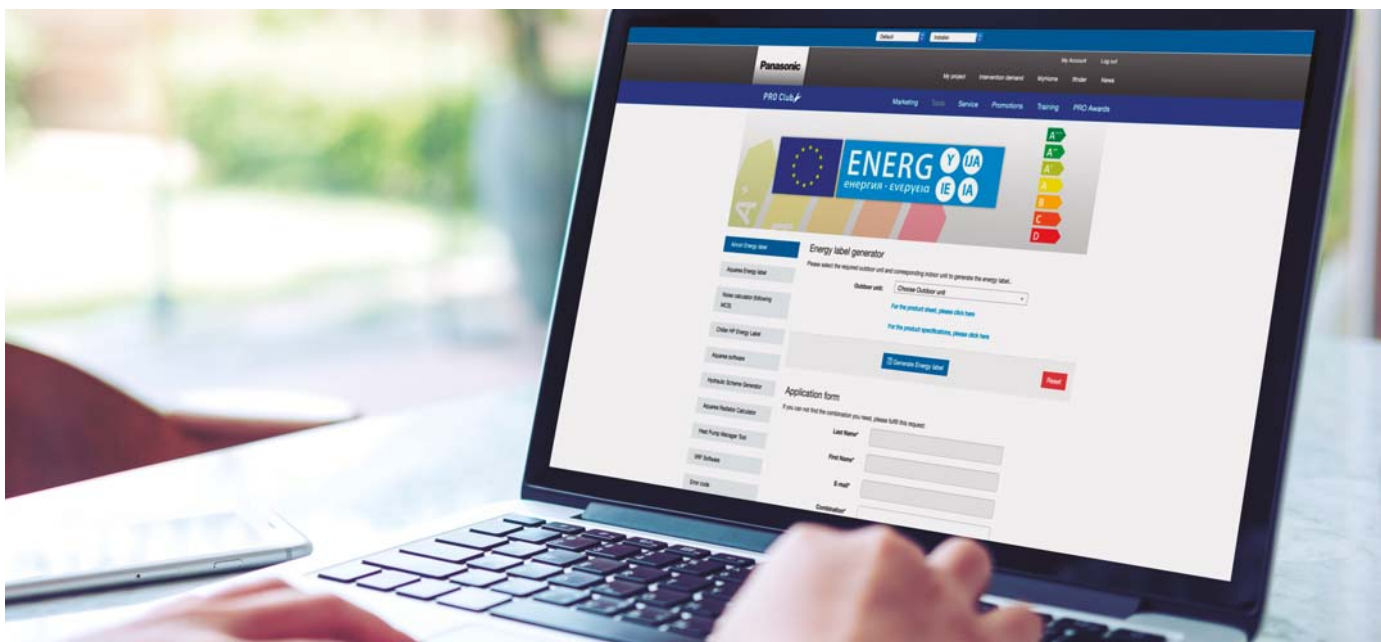 Default
Installer
My Account Log out
Panasonic
My project Intervention demand MyHome Ifinder News
PRO Club
Marketing Tools Service Promotions Training PRO Awards
ENERG Y UA
енергия · ενεργεια IE IA
A+++
A++
A+
A
B
C
D
A+
Aircon Energy label
Aquarea Energy label
Noise calculator (following
MCS)
Chiller HP Energy Label
Aquarea software
Hydraulic Scheme Generator
Aquarea Radiator Calculator
Heat Pump Manager Tool
VRF Software
Error code
Energy label generator
Please select the required outdoor unit and corresponding indoor unit to generate the energy label.
Outdoor unit: Choose Outdoor unit
For the product sheet, please click here
For the product specifications, please click here
Generate Energy label
Reset
Application form
If you can not find the combination you need, please fulfil this request:
Last Name*
First Name*
E-mail*
Combination*